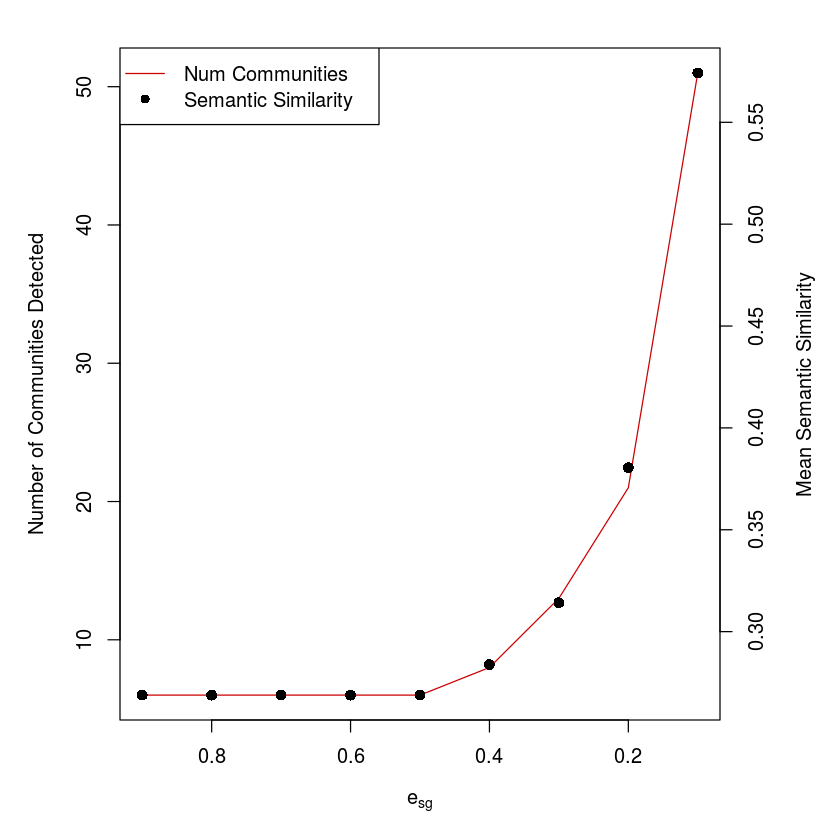 Num Communities
Semantic Similarity
Number of Communities Detected
50
40
30
20
10
0.55
0.50
0.45
0.40
0.35
0.30
Mean Semantic Similarity
0.8 0.6 0.4 0.2
esg